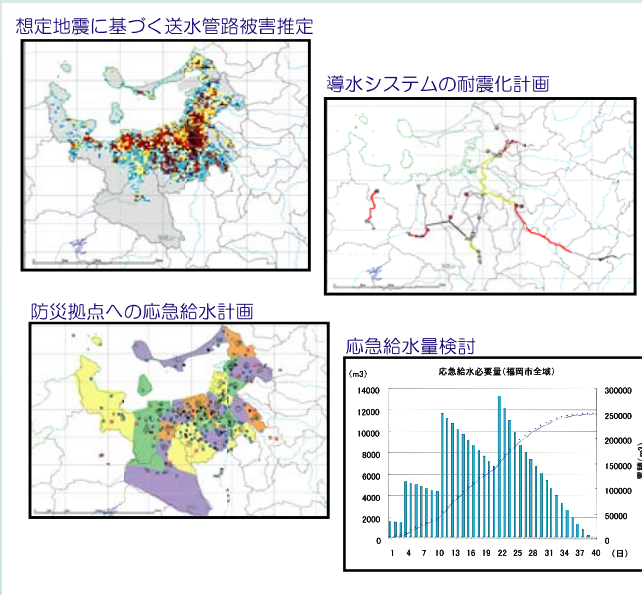 想定地震に基づく送水管路被害推定
導水システムの耐震化計画
防災拠点への応急給水計画
応急給水量検討
応急給水必要量(福岡市全域)
(m3)
14000
12000
10000
8000
6000
4000
2000
0
300000
250000
200000
150000
100000
50000
0
累積(m3)
1 4 7 10 13 16 19 22 25 28 31 34 37 40 (日)